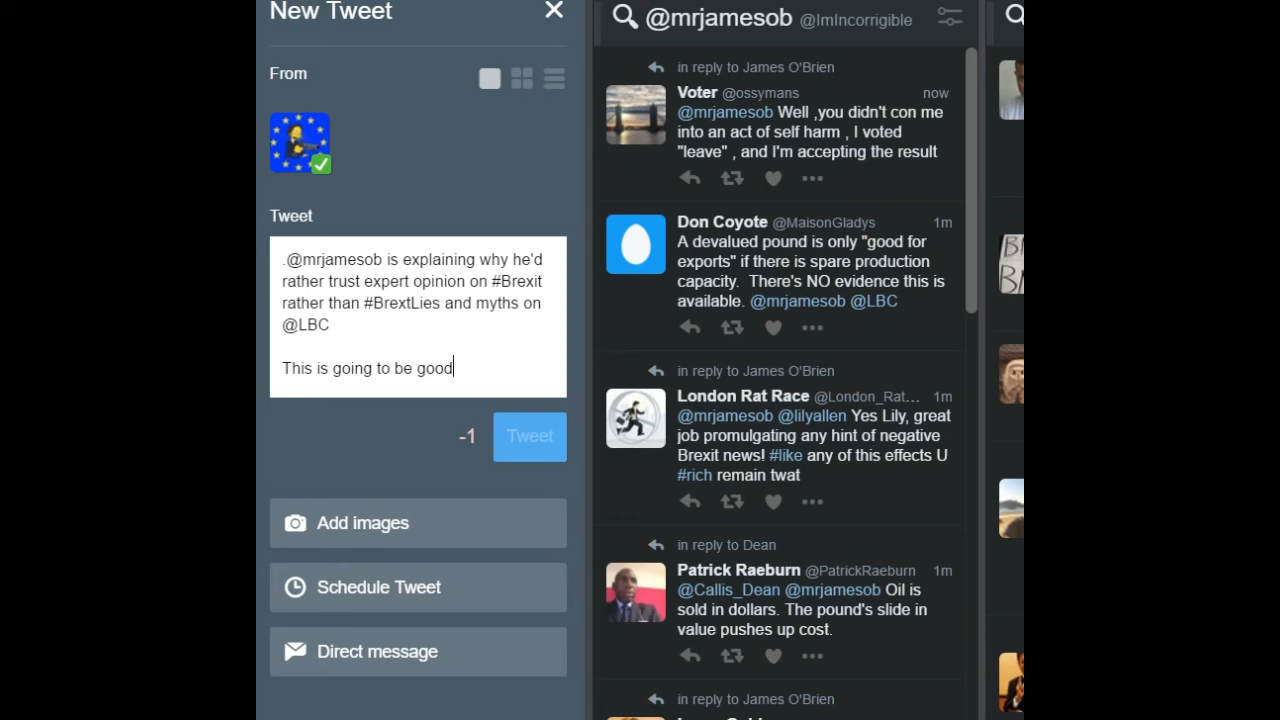 New Tweet
From
Tweet
.@mrjamesob is explaining why he'd
rather trust expert opinion on #Brexit
rather than #BrextLies and myths on
@LBC
This is going to be good
-1
Tweet
Add images
Schedule Tweet
Direct message
@mrjamesob @ImIncorrigible
in reply to James O'Brien
Voter @ossymans now
@mrjamesob Well ,you didn't con me
into an act of self harm , I voted
"leave" , and I'm accepting the result
Don Coyote @MaisonGladys 1m
A devalued pound is only "good for
exports" if there is spare production
capacity. There's NO evidence this is
available. @mrjamesob @LBC
in reply to James O'Brien
London Rat Race @London_Rat... 1m
@mrjamesob @lilyallen Yes Lily, great
job promulgating any hint of negative
Brexit news! #like any of this effects U
#rich remain twat
in reply to Dean
Patrick Raeburn @PatrickRaeburn 1m
@Callis_Dean @mrjamesob Oil is
sold in dollars. The pound's slide in
value pushes up cost.
in reply to James O'Brien